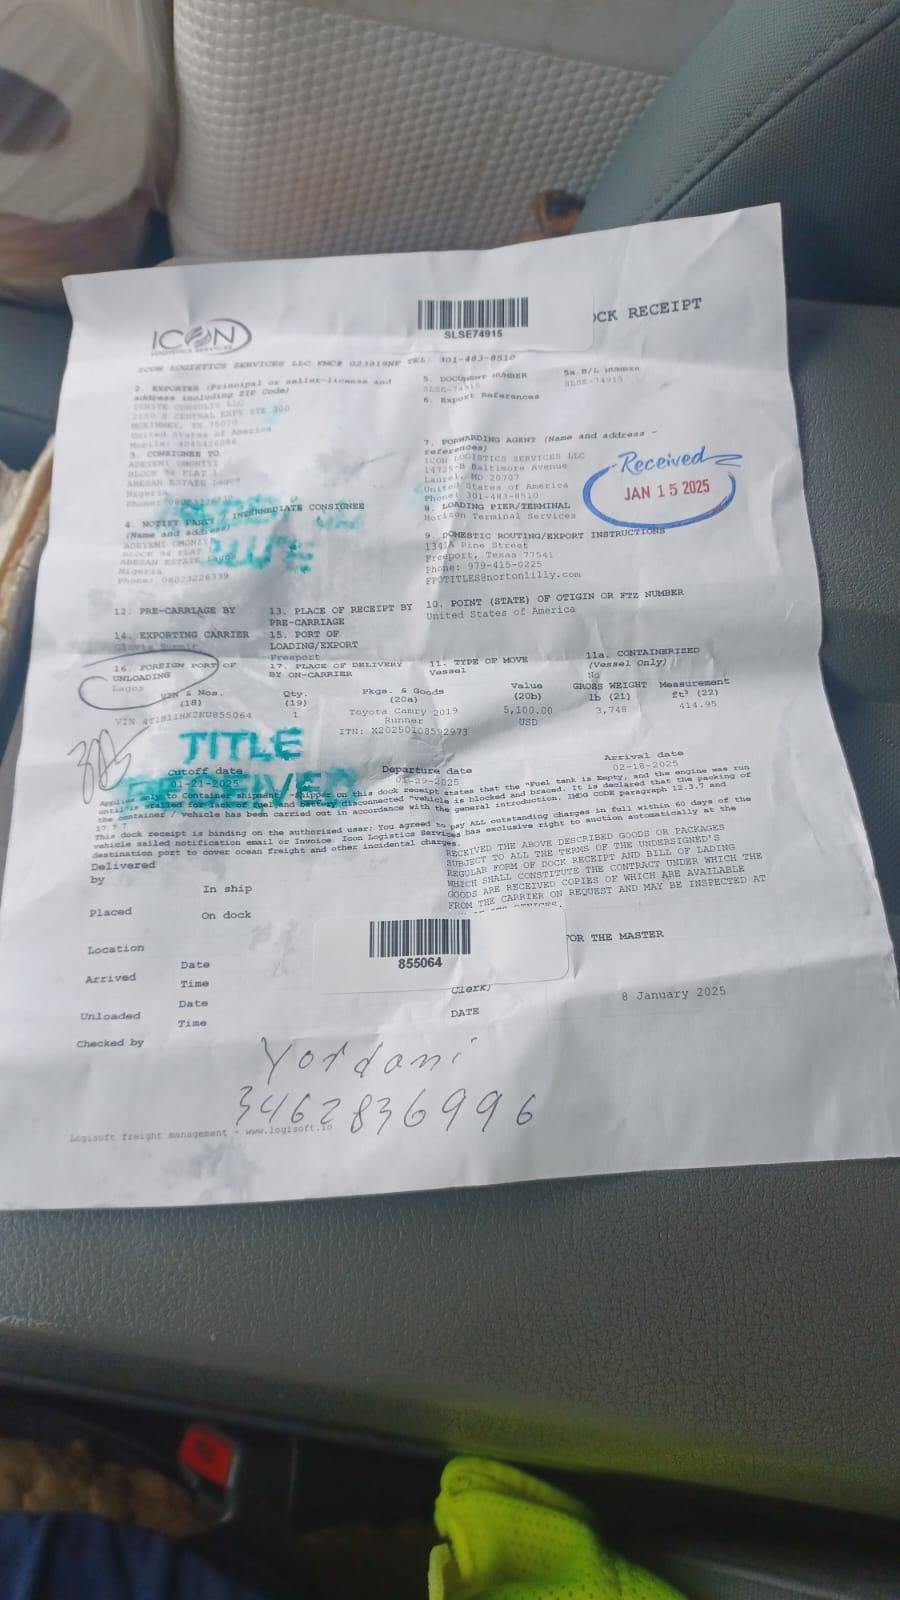 ICON
LOGISTICS SERVICES
SLSE74915
OCK RECEIPT
ICON LOGISTICS SERVICES LLC FMC# 023819NF TEL: 301-483-8510
2. EXPORTER (Principal or seller-license and
address including ZIP Code)
IGNITE CONSULTS LLC
2150 S CENTRAL EXPY STE 200
MCKINNEY, TX 75070
United States of America
3. CONSIGNEE TO
ADEYEMI OMONIYI
BLOCK 94 FLAT 1
ABESAN ESTATE Lagos
Nigeria
4. NOTIFY PARTY / INTERMEDIATE CONSIGNEE
(Name and address)
ADEYEMI OMONIYI
BLOCK 94 FLAT
ABESAN ESTATE Lagos
Nigeria
Phone: 08023226339
5. DOCUMENT NUMBER
SLSE-74915
5a B/L NUMBER
SLSE-74915
6. Export References
7. FORWARDING AGENT (Name and address -
references)
ICON LOGISTICS SERVICES LLC
14725-B Baltimore Avenue
Laurel, MD 20707
United States of America
Phone: 301-483-8510
Received
JAN 15 2025
8. LOADING PIER/TERMINAL
Horizon Terminal Services
9. DOMESTIC ROUTING/EXPORT INSTRUCTIONS
1341A Pine Street
Freeport, Texas 77541
Phone: 979-415-0225
FPOTITLES@nortonlilly.com
12. PRE-CARRIAGE BY
13. PLACE OF RECEIPT BY
PRE-CARRIAGE
10. POINT (STATE) OF OTIGIN OR FTZ NUMBER
United States of America
14. EXPORTING CARRIER
15. PORT OF
LOADING/EXPORT
Freeport
16. FOREIGN PORT OF
UNLOADING
Lagos
17. PLACE OF DELIVERY
BY ON-CARRIER
11. TYPE OF MOVE
Vessel
11a. CONTAINERIZED
(Vessel Only)
No
VIN & Nos.
(18)
Qty.
(19)
Pkgs. & Goods
(20a)
Value
(20b)
GROSS WEIGHT
lb (21)
Measurement
ft³ (22)
VIN 4T1B11HK2KU855064
1
Toyota Camry 2019
Runner
ITN: X20250108592973
5,100.00
USD
3,748
414.95
TITLE
RECEIVED
Cutoff date
01-21-2025
Departure date
01-29-2025
Arrival date
02-18-2025
Applies only to Container shipment/ Shipper on this dock receipt states that the "Fuel tank is Empty, and the engine was run
until is stalled for lack of fuel and battery disconnected "vehicle is blocked and braced. It is declared that the packing of
the container / vehicle has been carried out in accordance with the general introduction. IMDG CODE paragraph 12.3.7 and
17.7.7
This dock receipt is binding on the authorized user; You agreed to pay ALL outstanding charges in full within 60 days of the
vehicle sailed notification email or Invoice. Icon Logistics Services has exclusive right to auction automatically at the
destination port to cover ocean freight and other incidental charges.
Delivered
by
RECEIVED THE ABOVE DESCRIBED GOODS OR PACKAGES
SUBJECT TO ALL THE TERMS OF THE UNDERSIGNED'S
REGULAR FORM OF DOCK RECEIPT AND BILL OF LADING
WHICH SHALL CONSTITUTE THE CONTRACT UNDER WHICH THE
GOODS ARE RECEIVED COPIES OF WHICH ARE AVAILABLE
FROM THE CARRIER ON REQUEST AND MAY BE INSPECTED AT
In ship
Placed
On dock
855064
FOR THE MASTER
Location
Arrived
Date
Time
Clerk)
Unloaded
Date
Time
DATE
8 January 2025
Checked by
Yordani
3462836996
Logisoft freight management - www.logisoft.io